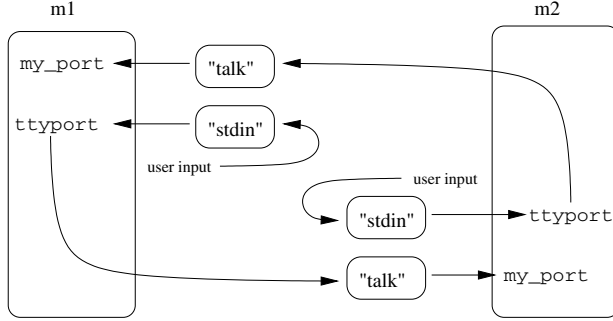 m1
m2
my_port
"talk"
ttyport
"stdin"
user input
user input
"stdin"
ttyport
"talk"
my_port